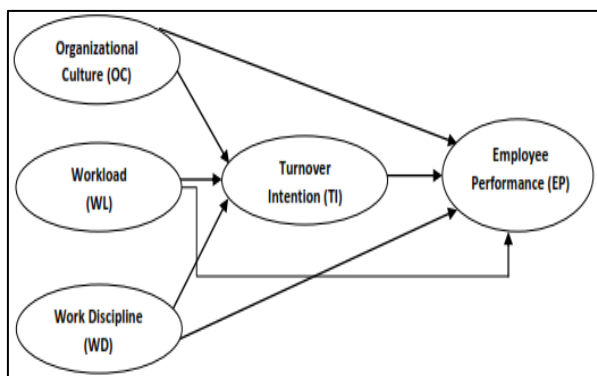 Organizational
Culture (OC)
Workload
(WL)
Turnover
Intention (TI)
Employee
Performance (EP)
Work Discipline
(WD)